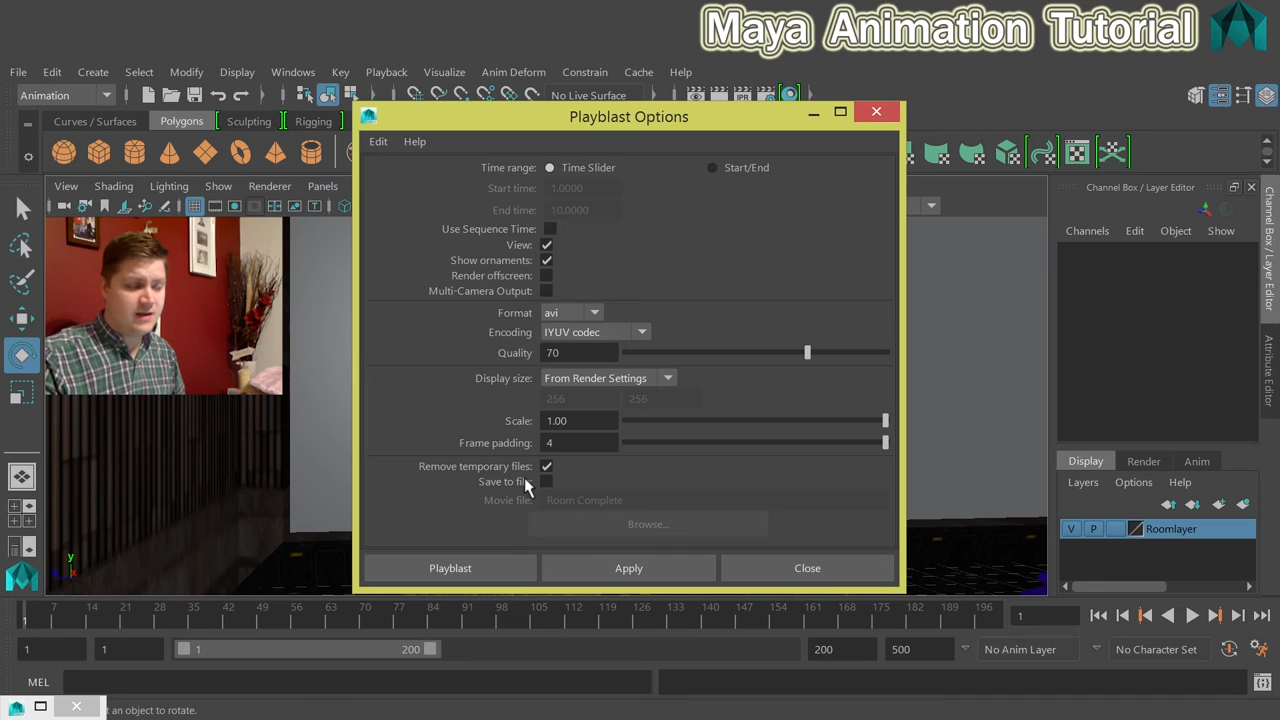 Maya Animation Tutorial
File Edit Create Select Modify Display Windows Key Playback Visualize Anim Deform Constrain Cache Help
Animation
No Live Surface
IPR
Curves / Surfaces Polygons Sculpting Rigging
Playblast Options
Edit Help
View Shading Lighting Show Renderer Panels
Time range: Time Slider Start/End
Start time: 1.0000
End time: 10.0000
Use Sequence Time:
View:
Show ornaments:
Render offscreen:
Multi-Camera Output:
Format avi
Encoding IYUV codec
Quality 70
Display size: From Render Settings
256 256
Scale: 1.00
Frame padding: 4
Remove temporary files:
Save to file:
Movie file: Room Complete
Browse...
Playblast Apply Close
Channel Box / Layer Editor
Channels Edit Object Show
Channel Box / Layer Editor
Attribute Editor
Display Render Anim
Layers Options Help
V P Roomlayer
y
x
7 14 21 28 35 42 49 56 63 70 77 84 91 98 105 112 119 126 133 140 147 154 161 168 175 182 189 196
1
1
1 1 1 200 200 500 No Anim Layer No Character Set
MEL
t an object to rotate.